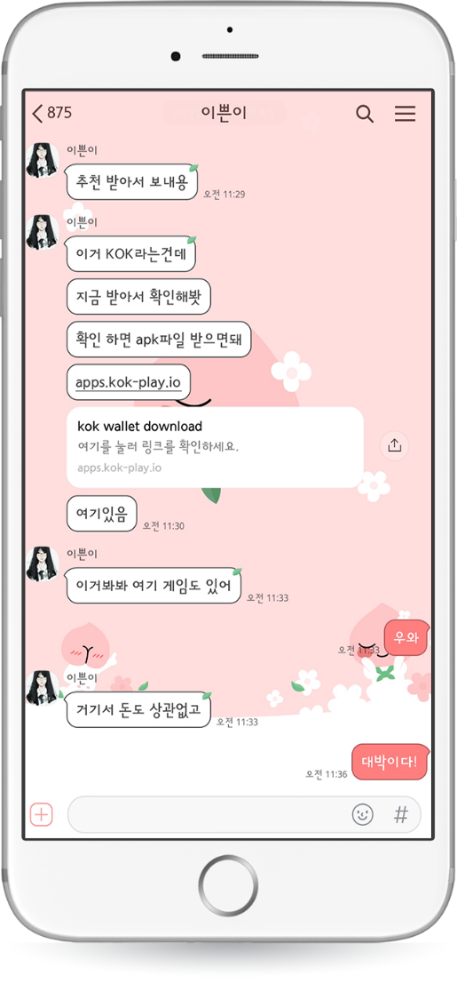 875
이쁜이
이쁜이
추천 받아서 보내용
오전 11:29
이쁜이
이거 KOK라는건데
지금 받아서 확인해봣
확인 하면 apk파일 받으면돼
apps.kok-play.io
kok wallet download
여기를 눌러 링크를 확인하세요.
apps.kok-play.io
여기있음
오전 11:30
이쁜이
이거봐봐 여기 게임도 있어
오전 11:33
우와
오전 11:33
이쁜이
거기서 돈도 상관없고
오전 11:33
대박이다!
오전 11:36
#